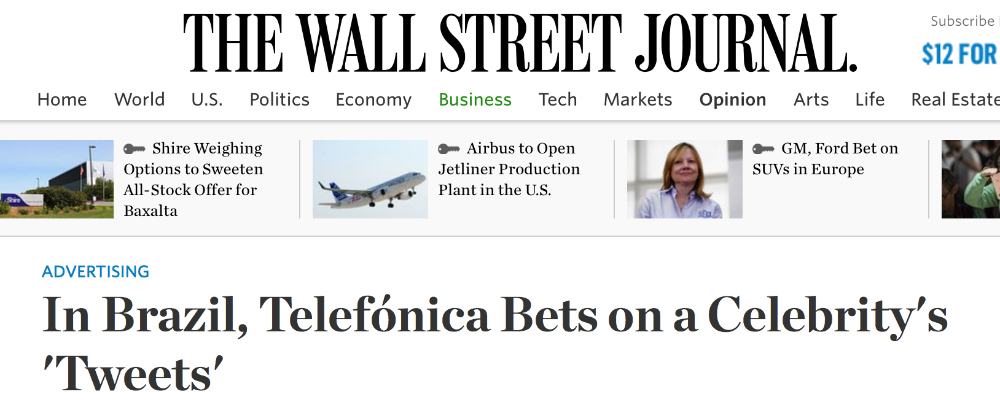 THE WALL STREET JOURNAL.
Subscribe
$12 FOR
Home World U.S. Politics Economy Business Tech Markets Opinion Arts Life Real Estate
Shire Weighing
Options to Sweeten
All-Stock Offer for
Baxalta
Airbus to Open
Jetliner Production
Plant in the U.S.
GM, Ford Bet on
SUVs in Europe
Shire
ADVERTISING
In Brazil, Telefónica Bets on a Celebrity's
'Tweets'